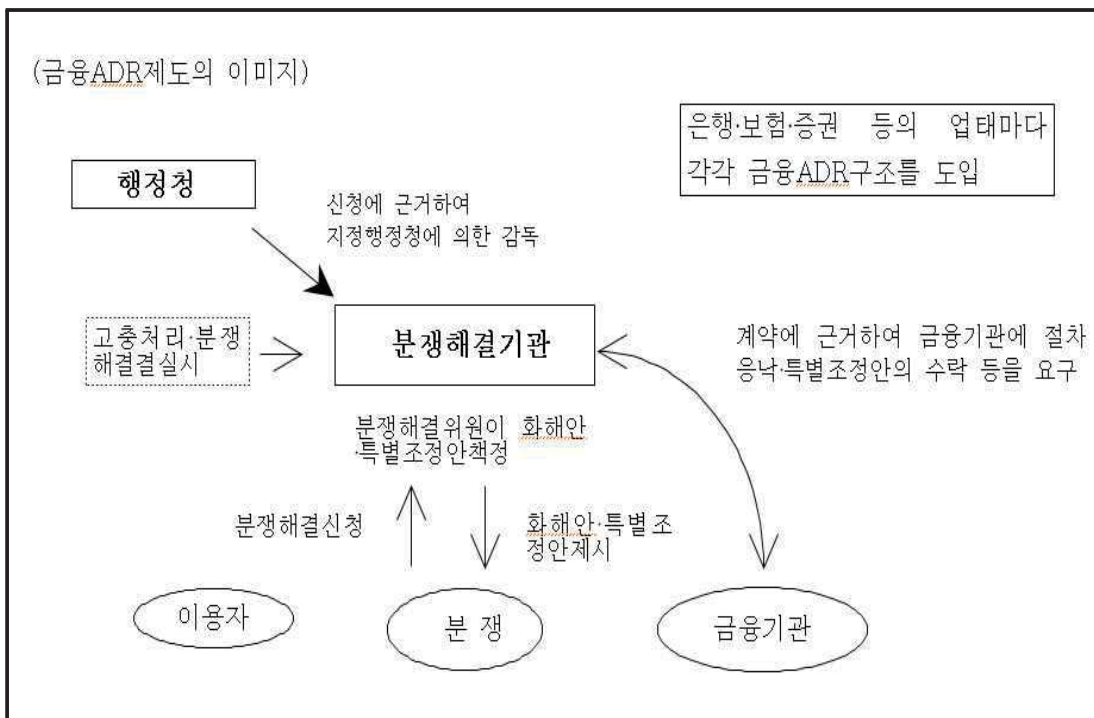 (금융ADR제도의 이미지)
은행·보험·증권 등의 업태마다
각각 금융ADR구조를 도입
행정청
신청에 근거하여
지정행정청에 의한 감독
고충처리·분쟁
해결결실시
분쟁해결기관
계약에 근거하여 금융기관에 절차
응낙·특별조정안의 수락 등을 요구
분쟁해결위원이 화해안
·특별조정안책정
분쟁해결신청
화해안·특별조
정안제시
이용자
분 쟁
금융기관